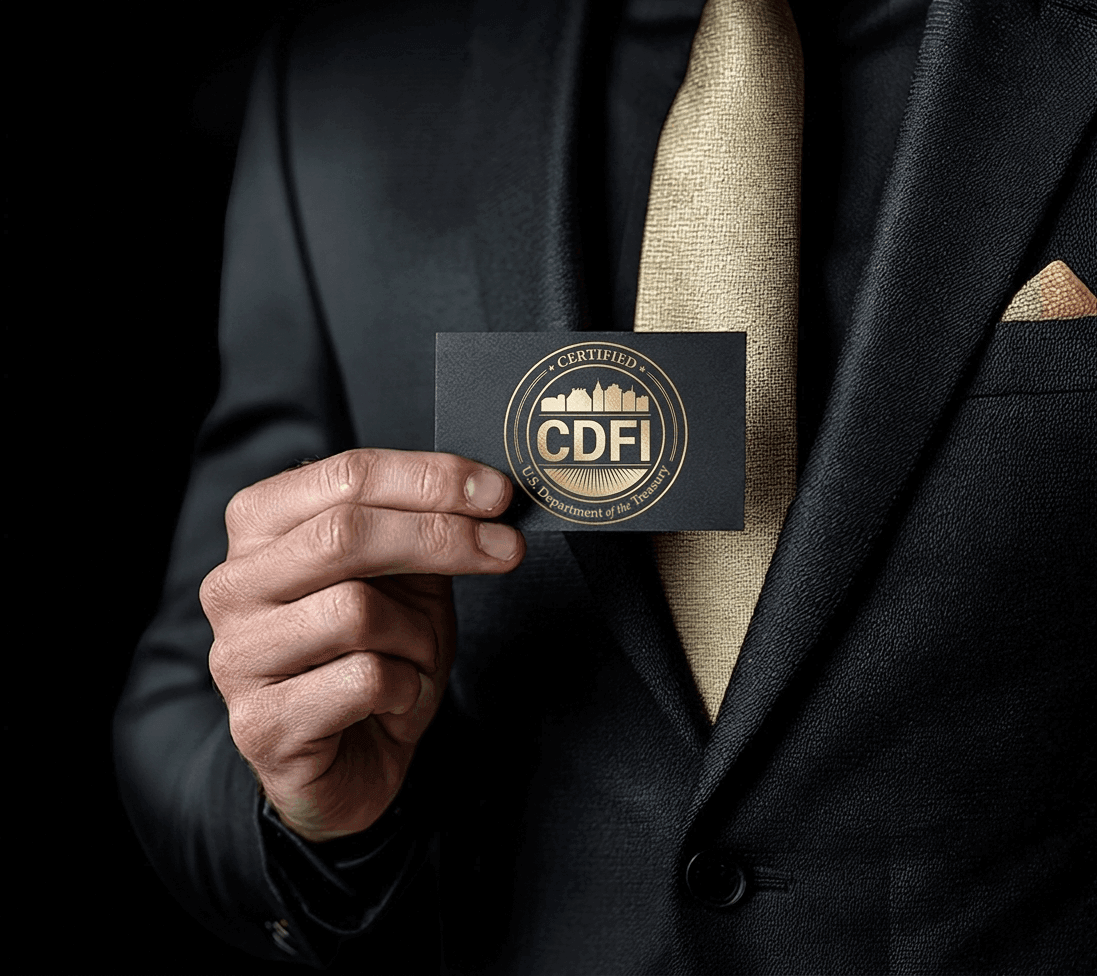 ★ CERTIFIED ★
CDFI
U.S. Department of the Treasury